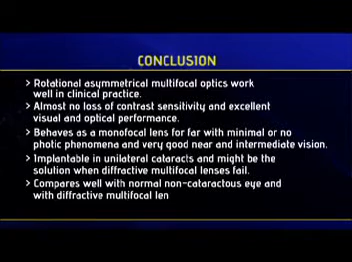 CONCLUSION
> Rotational asymmetrical multifocal optics work
well in clinical practice.
> Almost no loss of contrast sensitivity and excellent
visual and optical performance.
> Behaves as a monofocal lens for far with minimal or no
photic phenomena and very good near and intermediate vision.
> Implantable in unilateral cataracts and might be the
solution when diffractive multifocal lenses fail.
> Compares well with normal non-cataractous eye and
with diffractive multifocal len